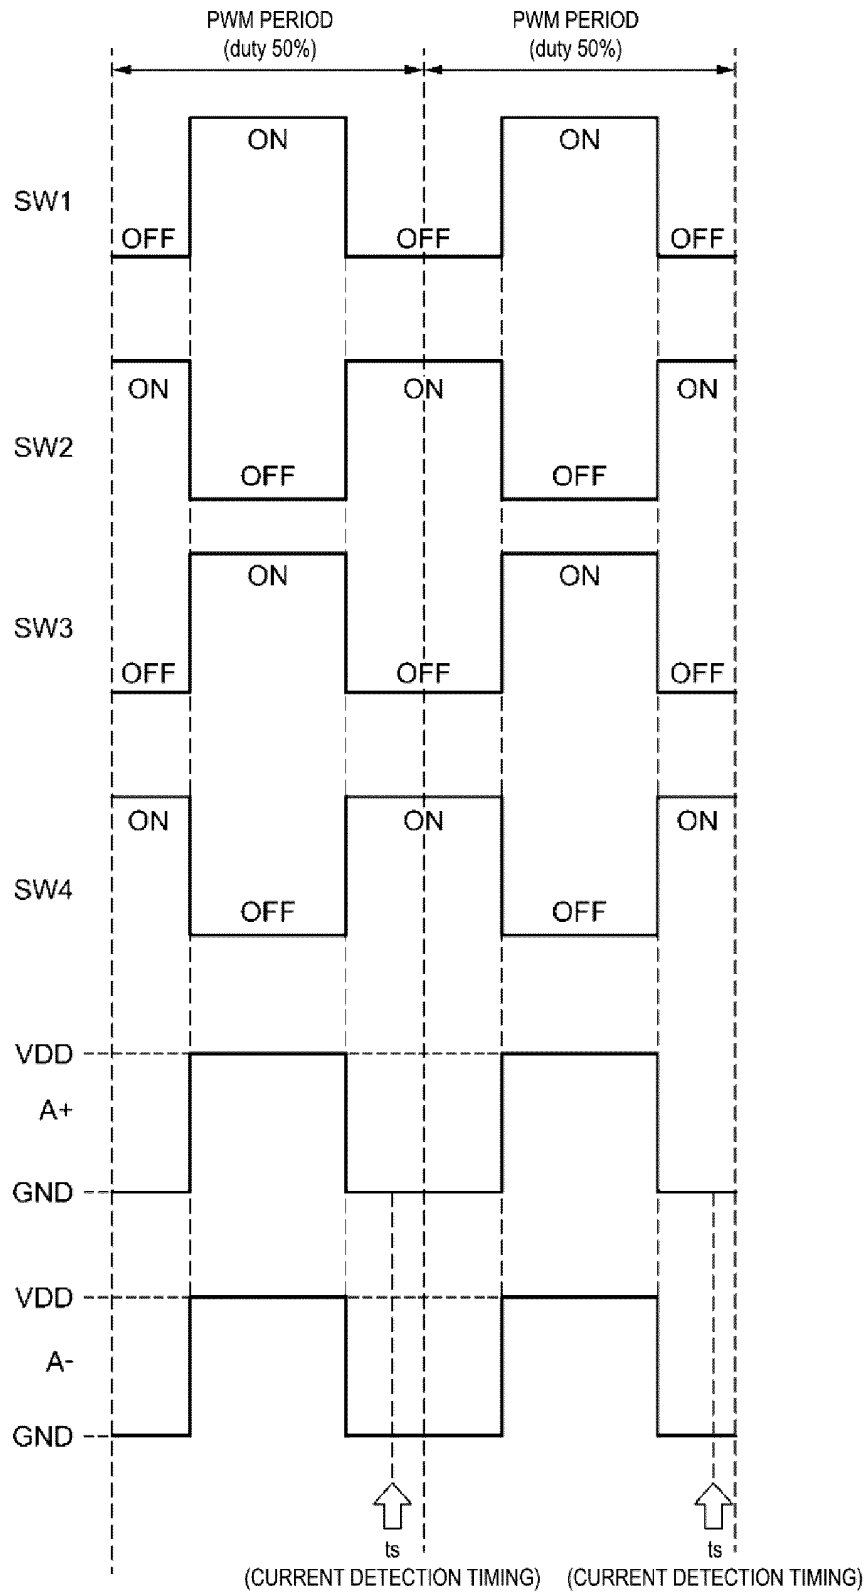 PWM PERIOD PWM PERIOD
(duty 50%) (duty 50%)
ON ON
SW1
OFF OFF OFF
ON ON ON
SW2
OFF OFF
ON ON
SW3
OFF OFF OFF
ON ON ON
SW4
OFF OFF
VDD
A+
GND
VDD
A-
GND
ts ts
(CURRENT DETECTION TIMING) (CURRENT DETECTION TIMING)